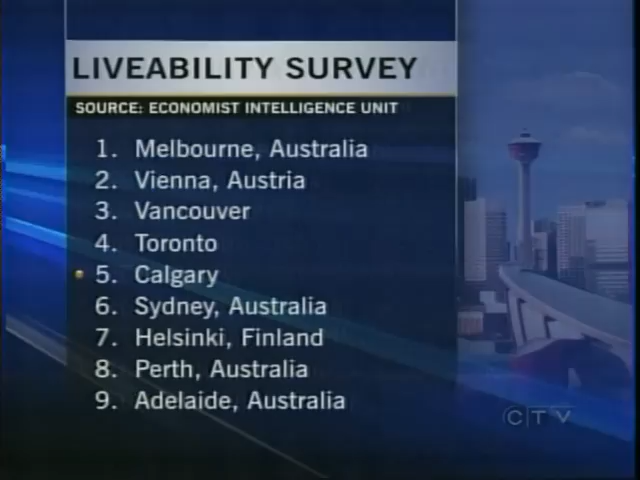 LIVEABILITY SURVEY
SOURCE: ECONOMIST INTELLIGENCE UNIT
1. Melbourne, Australia
2. Vienna, Austria
3. Vancouver
4. Toronto
5. Calgary
6. Sydney, Australia
7. Helsinki, Finland
8. Perth, Australia
9. Adelaide, Australia
CTV